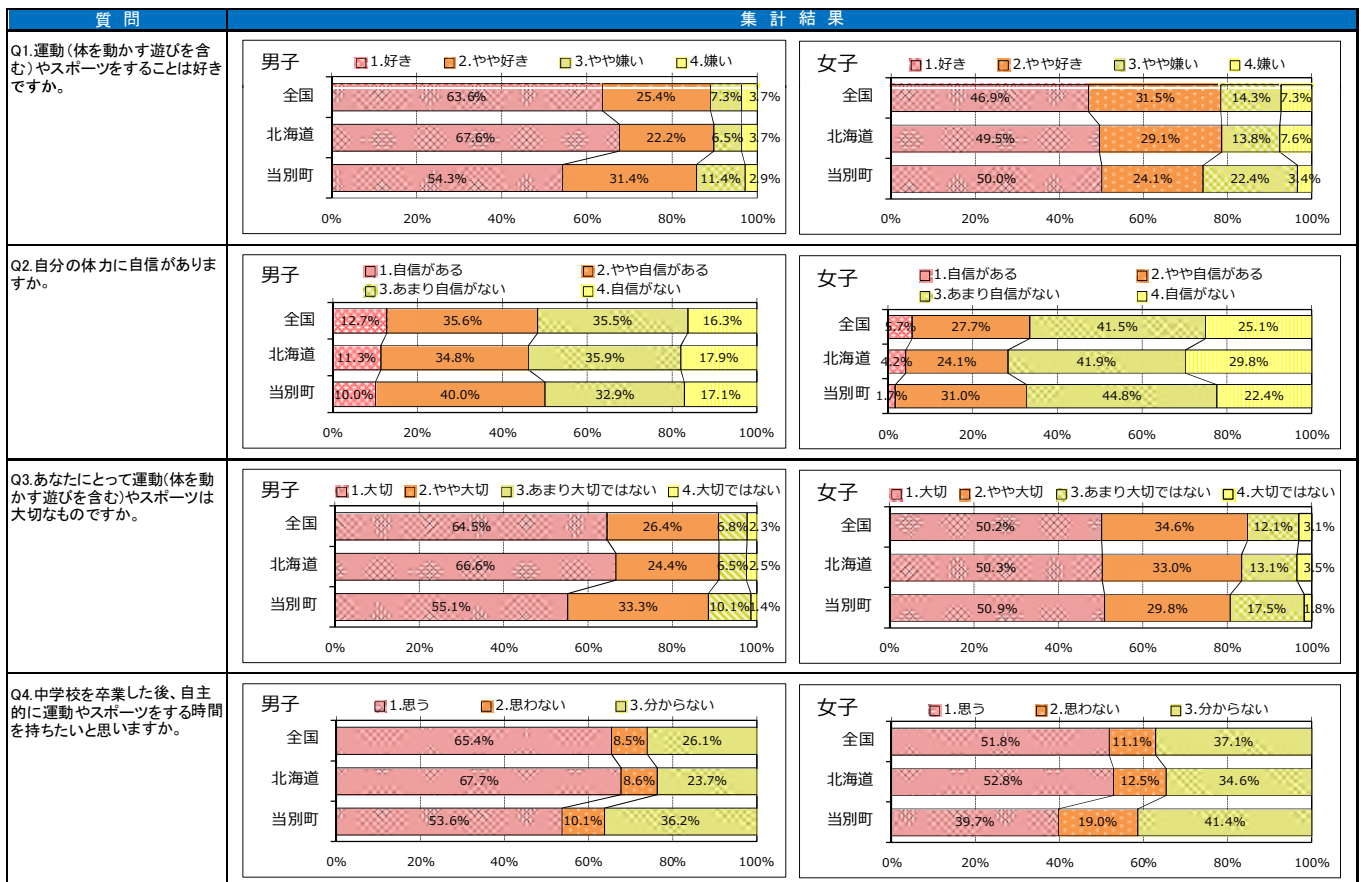 質 問
集 計 結 果
Q1.運動(体を動かす遊びを含
む)やスポーツをすることは好き
ですか。
男子
1.好き 2.やや好き 3.やや嫌い 4.嫌い
全国 63.6% 25.4% 7.3% 3.7%
北海道 67.6% 22.2% 6.5% 3.7%
当別町 54.3% 31.4% 11.4% 2.9%
0% 20% 40% 60% 80% 100%
女子
1.好き 2.やや好き 3.やや嫌い 4.嫌い
全国 46.9% 31.5% 14.3% 7.3%
北海道 49.5% 29.1% 13.8% 7.6%
当別町 50.0% 24.1% 22.4% 3.4%
0% 20% 40% 60% 80% 100%
Q2.自分の体力に自信がありま
すか。
男子
1.自信がある 2.やや自信がある
3.あまり自信がない 4.自信がない
全国 12.7% 35.6% 35.5% 16.3%
北海道 11.3% 34.8% 35.9% 17.9%
当別町 10.0% 40.0% 32.9% 17.1%
0% 20% 40% 60% 80% 100%
女子
1.自信がある 2.やや自信がある
3.あまり自信がない 4.自信がない
全国 5.7% 27.7% 41.5% 25.1%
北海道 4.2% 24.1% 41.9% 29.8%
当別町 1.7% 31.0% 44.8% 22.4%
0% 20% 40% 60% 80% 100%
Q3.あなたにとって運動(体を動
かす遊びを含む)やスポーツは
大切なものですか。
男子
1.大切 2.やや大切 3.あまり大切ではない 4.大切ではない
全国 64.5% 26.4% 6.8% 2.3%
北海道 66.6% 24.4% 6.5% 2.5%
当別町 55.1% 33.3% 10.1% 1.4%
0% 20% 40% 60% 80% 100%
女子
1.大切 2.やや大切 3.あまり大切ではない 4.大切ではない
全国 50.2% 34.6% 12.1% 3.1%
北海道 50.3% 33.0% 13.1% 3.5%
当別町 50.9% 29.8% 17.5% 1.8%
0% 20% 40% 60% 80% 100%
Q4.中学校を卒業した後、自主
的に運動やスポーツをする時間
を持ちたいと思いますか。
男子
1.思う 2.思わない 3.分からない
全国 65.4% 8.5% 26.1%
北海道 67.7% 8.6% 23.7%
当別町 53.6% 10.1% 36.2%
0% 20% 40% 60% 80% 100%
女子
1.思う 2.思わない 3.分からない
全国 51.8% 11.1% 37.1%
北海道 52.8% 12.5% 34.6%
当別町 39.7% 19.0% 41.4%
0% 20% 40% 60% 80% 100%